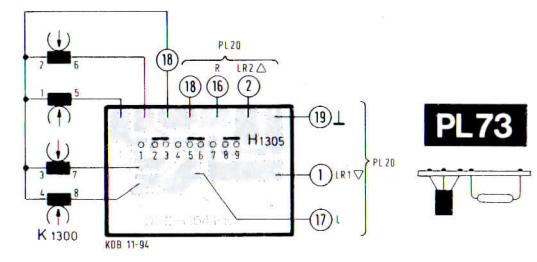 PL20
R LR2 △
18 18 16 2
2 6
1 5
3 7
4 8
K 1300
1 2 3 4 5 6 7 8 9
H1305
19 ⊥
1 LR1 ▽
17 L
PL20
KDB 11-94
PL73